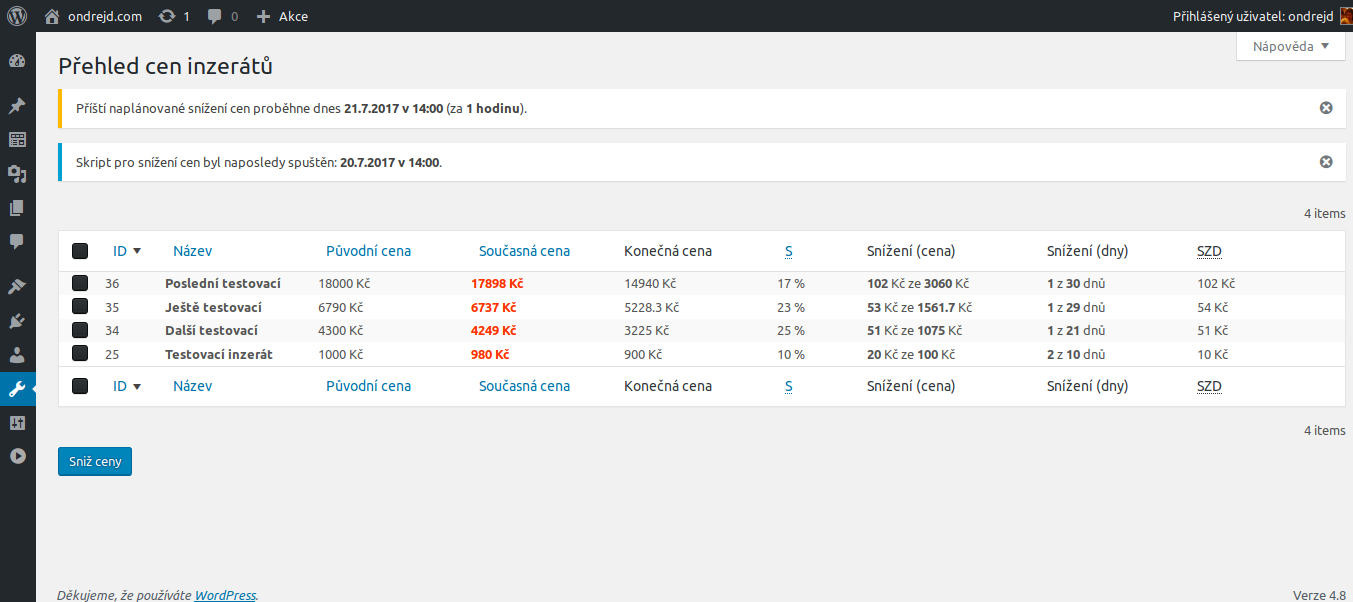 ondrejd.com 1 0 Akce Přihlášený uživatel: ondrejd
Nápověda
Přehled cen inzerátů
Příští naplánované snížení cen proběhne dnes 21.7.2017 v 14:00 (za 1 hodinu).
Skript pro snížení cen byl naposledy spuštěn: 20.7.2017 v 14:00.
4 items
ID Název Původní cena Současná cena Konečná cena S Snížení (cena) Snížení (dny) SZD
36 Poslední testovací 18000 Kč 17898 Kč 14940 Kč 17 % 102 Kč ze 3060 Kč 1 z 30 dnů 102 Kč
35 Ještě testovací 6790 Kč 6737 Kč 5228.3 Kč 23 % 53 Kč ze 1561.7 Kč 1 z 29 dnů 54 Kč
34 Další testovací 4300 Kč 4249 Kč 3225 Kč 25 % 51 Kč ze 1075 Kč 1 z 21 dnů 51 Kč
25 Testovací inzerát 1000 Kč 980 Kč 900 Kč 10 % 20 Kč ze 100 Kč 2 z 10 dnů 10 Kč
ID Název Původní cena Současná cena Konečná cena S Snížení (cena) Snížení (dny) SZD
4 items
Sniž ceny
Děkujeme, že používáte WordPress. Verze 4.8